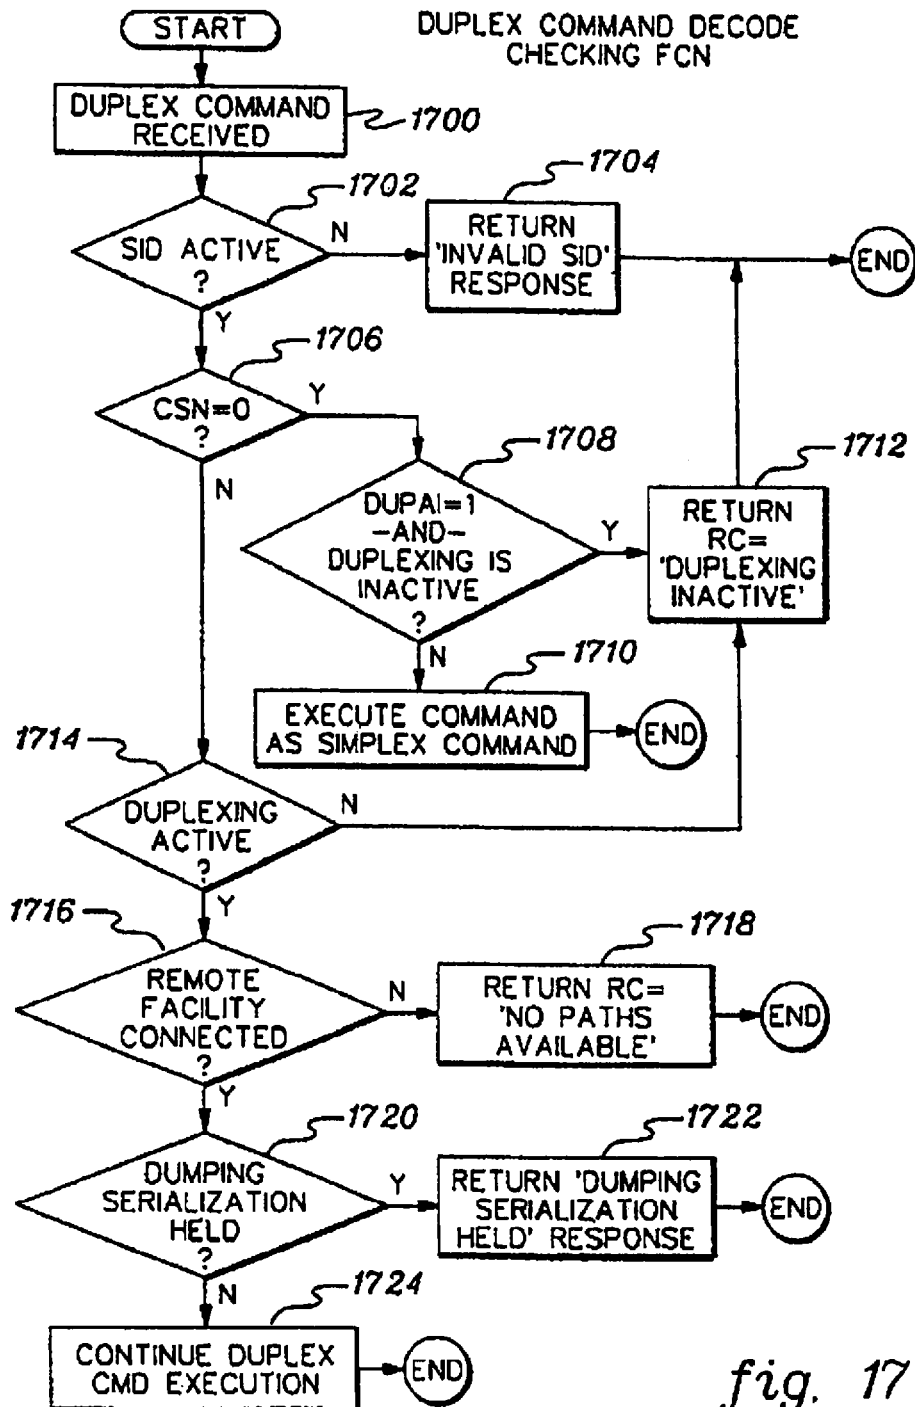 START
DUPLEX COMMAND DECODE
CHECKING FCN
DUPLEX COMMAND
RECEIVED
1700
1702
SID ACTIVE
?
N
Y
1704
RETURN
'INVALID SID'
RESPONSE
END
1706
CSN=0
?
Y
N
1708
DUPAI=1
-AND-
DUPLEXING IS
INACTIVE
?
Y
N
1712
RETURN
RC=
'DUPLEXING
INACTIVE'
1710
EXECUTE COMMAND
AS SIMPLEX COMMAND
END
1714
DUPLEXING
ACTIVE
?
N
Y
1716
REMOTE
FACILITY
CONNECTED
?
N
Y
1718
RETURN RC=
'NO PATHS
AVAILABLE'
END
1720
DUMPING
SERIALIZATION
HELD
?
Y
N
1722
RETURN 'DUMPING
SERIALIZATION
HELD' RESPONSE
END
1724
CONTINUE DUPLEX
CMD EXECUTION
END
fig. 17